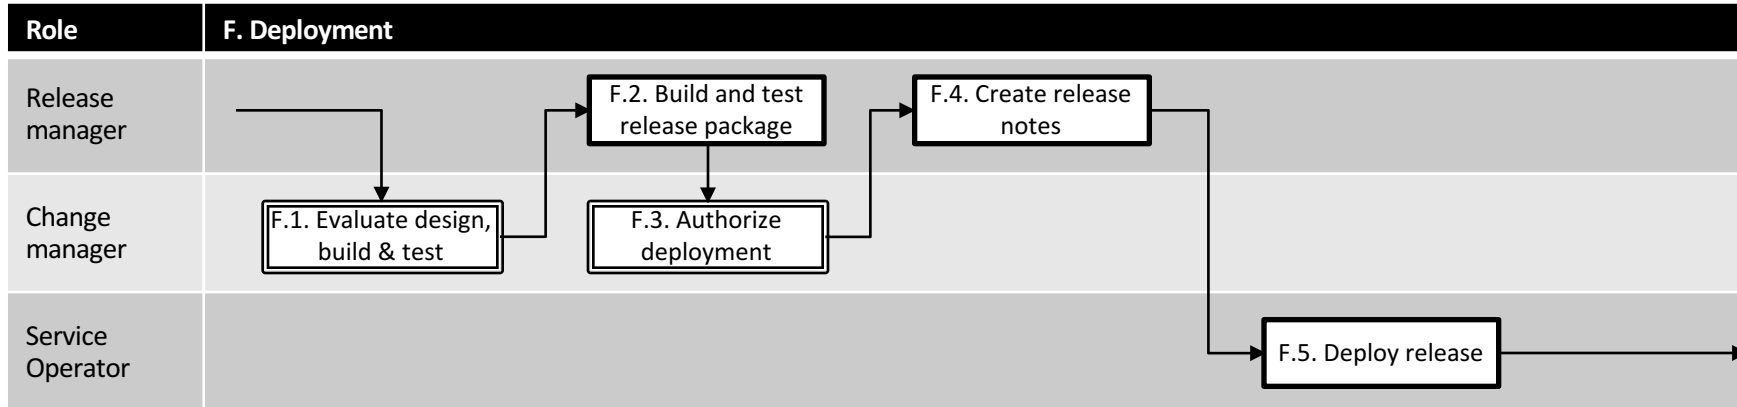 Role
F. Deployment
Release
manager
F.2. Build and test
release package
F.4. Create release
notes
Change
manager
F.1. Evaluate design,
build & test
F.3. Authorize
deployment
Service
Operator
F.5. Deploy release